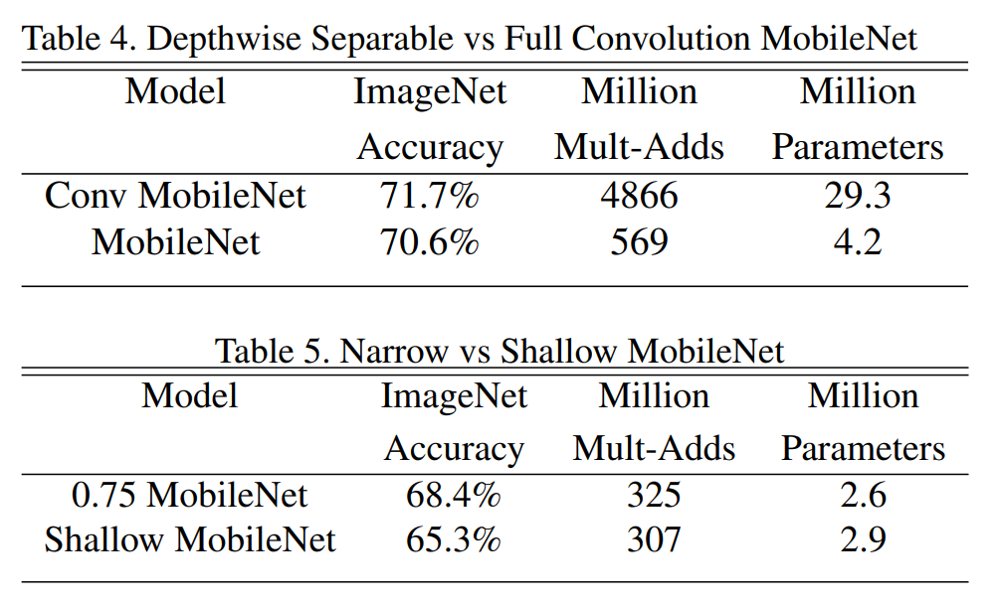 Table 4. Depthwise Separable vs Full Convolution MobileNet
Model ImageNet Million Million
Accuracy Mult-Adds Parameters
Conv MobileNet 71.7% 4866 29.3
MobileNet 70.6% 569 4.2
Table 5. Narrow vs Shallow MobileNet
Model ImageNet Million Million
Accuracy Mult-Adds Parameters
0.75 MobileNet 68.4% 325 2.6
Shallow MobileNet 65.3% 307 2.9